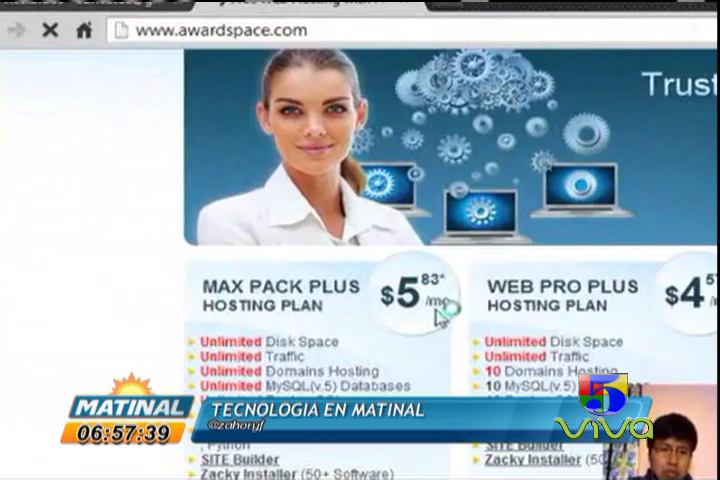 www.awardspace.com
Trust
MAX PACK PLUS
HOSTING PLAN
$5 83*
/mo
Unlimited Disk Space
Unlimited Traffic
Unlimited Domains Hosting
Unlimited MySQL(v.5) Databases
Python
SITE Builder
Zacky Installer (50+ Software)
WEB PRO PLUS
HOSTING PLAN
$4
Unlimited Disk Space
Unlimited Traffic
10 Domains Hosting
10 MySQL(v.5)
SITE Builder
Zacky Installer (50
MATINAL
06:57:39
TECNOLOGIA EN MATINAL
@zahoryf
5
viva